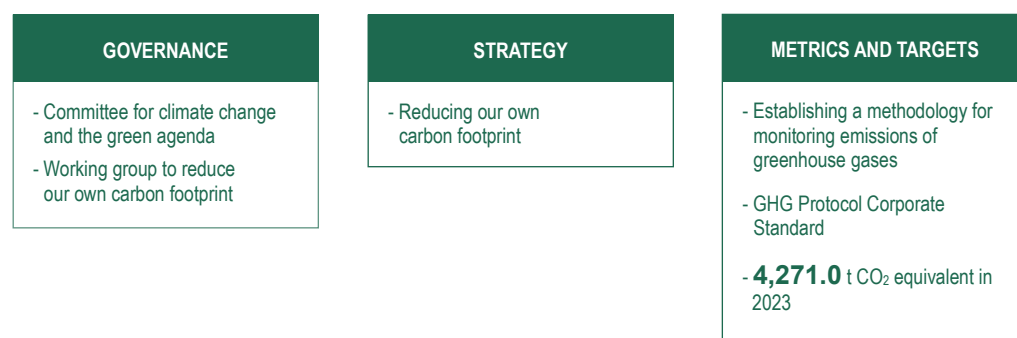 GOVERNANCE
- Committee for climate change
and the green agenda
- Working group to reduce
our own carbon footprint
STRATEGY
- Reducing our own
carbon footprint
METRICS AND TARGETS
- Establishing a methodology for
monitoring emissions of
greenhouse gases
- GHG Protocol Corporate
Standard
- 4,271.0 t CO₂ equivalent in
2023